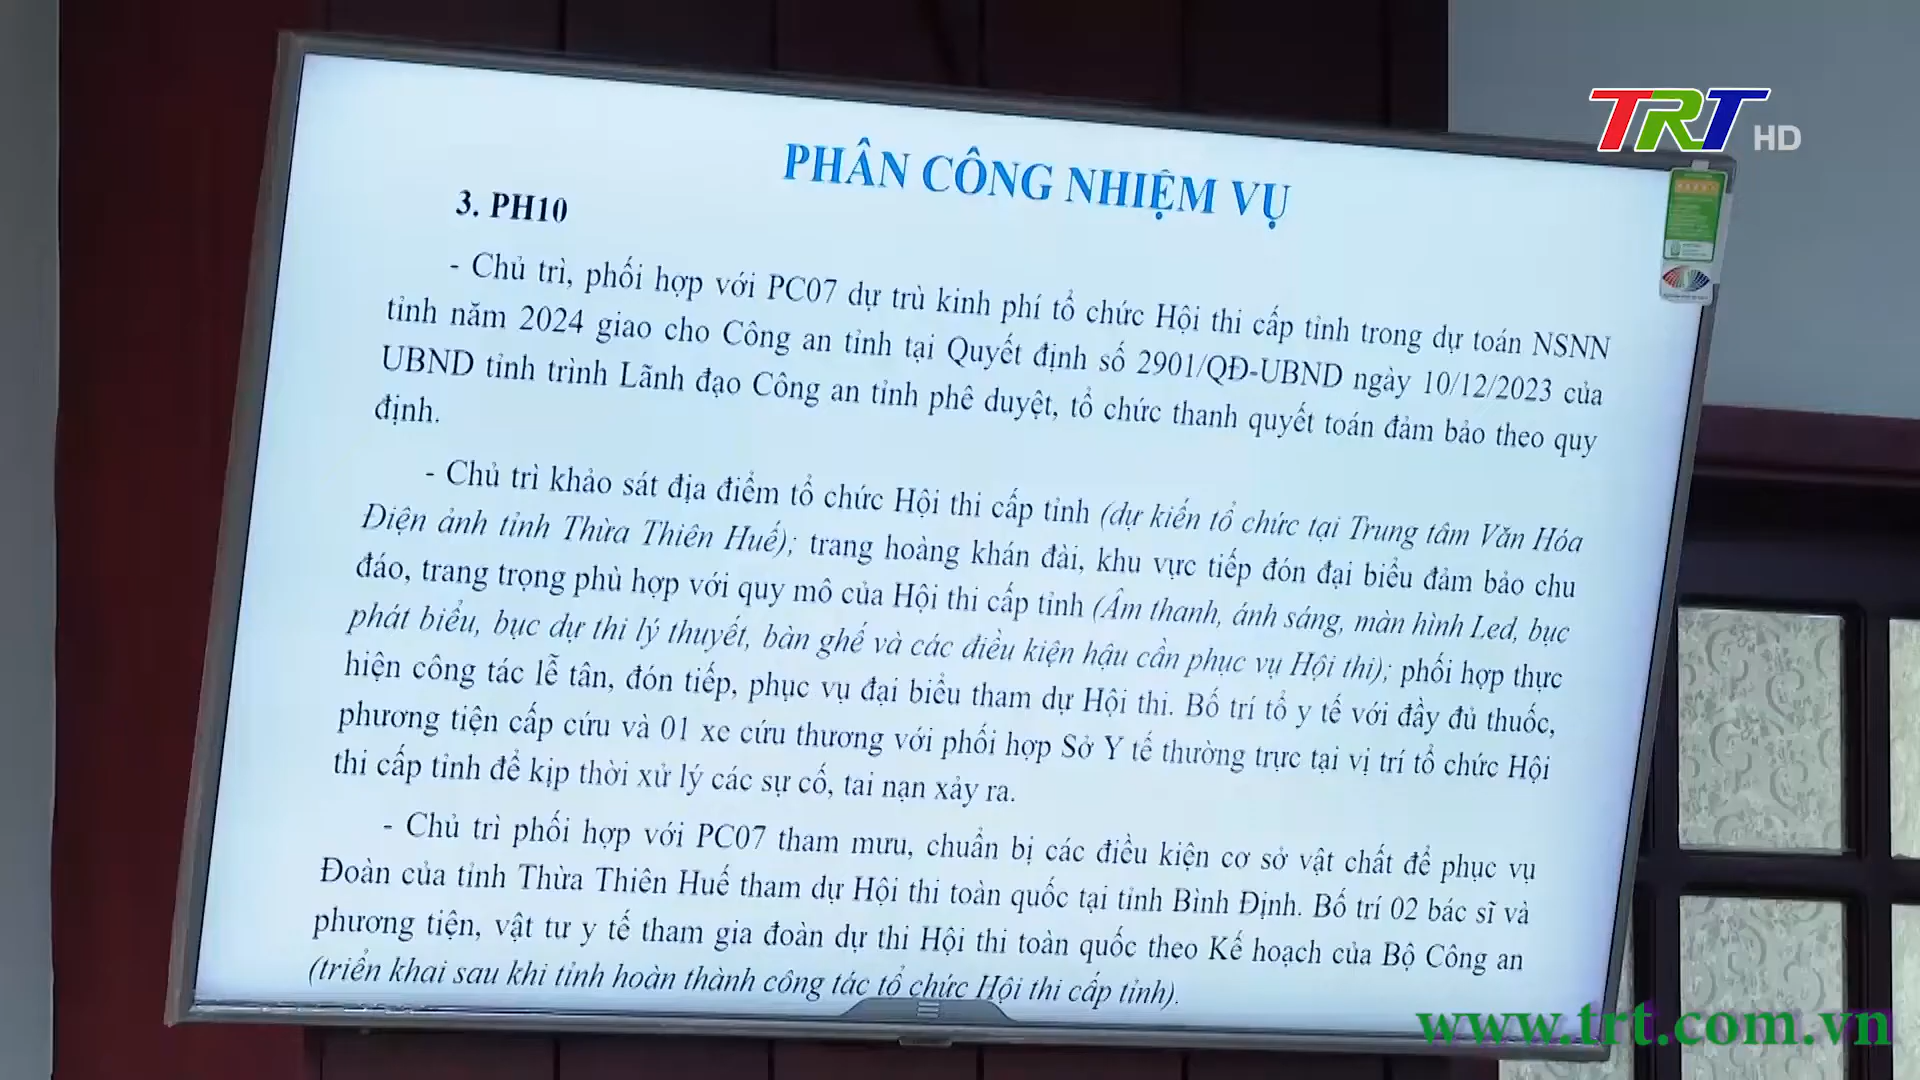 TRT HD
PHÂN CÔNG NHIỆM VỤ
3. PH10
- Chủ trì, phối hợp với PC07 dự trù kinh phí tổ chức Hội thi cấp tỉnh trong dự toán NSNN
tỉnh năm 2024 giao cho Công an tỉnh tại Quyết định số 2901/QĐ-UBND ngày 10/12/2023 của
UBND tỉnh trình Lãnh đạo Công an tỉnh phê duyệt, tổ chức thanh quyết toán đảm bảo theo quy
định.
- Chủ trì khảo sát địa điểm tổ chức Hội thi cấp tỉnh (dự kiến tổ chức tại Trung tâm Văn Hóa
Điện ảnh tỉnh Thừa Thiên Huế); trang hoàng khán đài, khu vực tiếp đón đại biểu đảm bảo chu
đáo, trang trọng phù hợp với quy mô của Hội thi cấp tỉnh (Âm thanh, ánh sáng, màn hình Led, bục
phát biểu, bục dự thi lý thuyết, bàn ghế và các điều kiện hậu cần phục vụ Hội thi); phối hợp thực
hiện công tác lễ tân, đón tiếp, phục vụ đại biểu tham dự Hội thi. Bố trí tổ y tế với đầy đủ thuốc,
phương tiện cấp cứu và 01 xe cứu thương với phối hợp Sở Y tế thường trực tại vị trí tổ chức Hội
thi cấp tỉnh để kịp thời xử lý các sự cố, tai nạn xảy ra.
- Chủ trì phối hợp với PC07 tham mưu, chuẩn bị các điều kiện cơ sở vật chất để phục vụ
Đoàn của tỉnh Thừa Thiên Huế tham dự Hội thi toàn quốc tại tỉnh Bình Định. Bố trí 02 bác sĩ và
phương tiện, vật tư y tế tham gia đoàn dự thi Hội thi toàn quốc theo Kế hoạch của Bộ Công an
(triển khai sau khi tỉnh hoàn thành công tác tổ chức Hội thi cấp tỉnh).
www.trt.com.vn